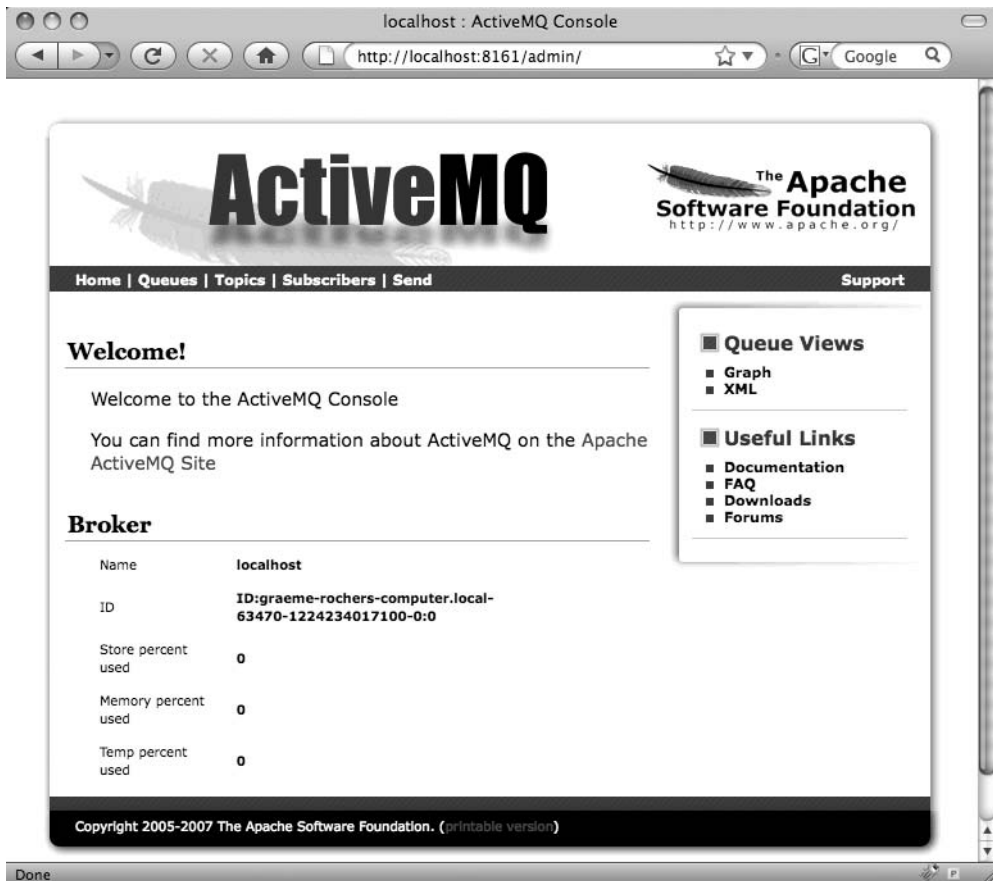 localhost : ActiveMQ Console
http://localhost:8161/admin/
G
Google
ActiveMQ
The Apache
Software Foundation
http://www.apache.org/
Home | Queues | Topics | Subscribers | Send
Support
Welcome!
Welcome to the ActiveMQ Console
You can find more information about ActiveMQ on the Apache
ActiveMQ Site
Broker
Name localhost
ID ID:graeme-rochers-computer.local-
63470-1224234017100-0:0
Store percent
used 0
Memory percent
used 0
Temp percent
used 0
Queue Views
Graph
XML
Useful Links
Documentation
FAQ
Downloads
Forums
Copyright 2005-2007 The Apache Software Foundation. (printable version)
Done
P